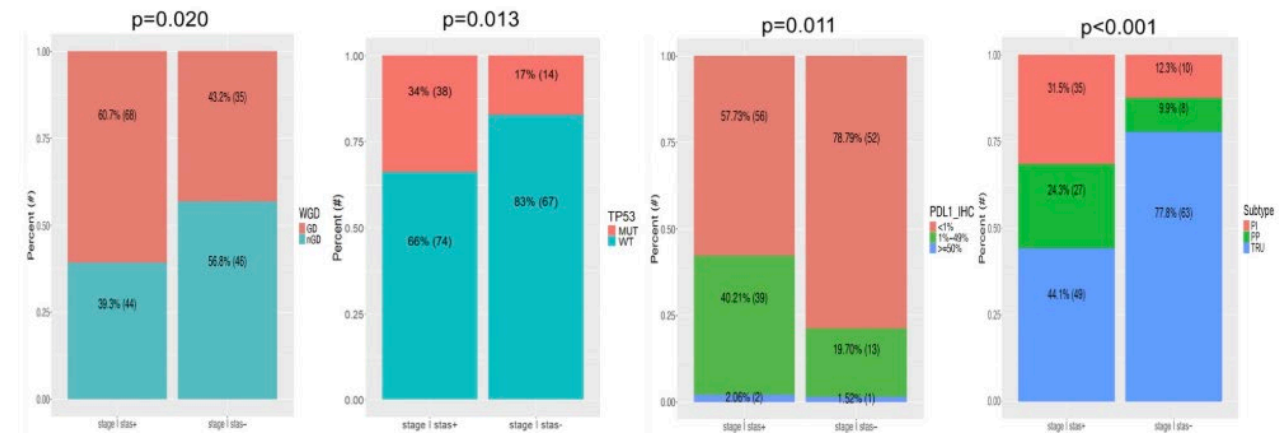 p=0.020
1.00
0.75
0.50
0.25
0.00
Percent (#)
60.7% (68)
43.2% (35)
39.3% (44)
56.8% (46)
stage I stas+
stage I stas-
WGD
GD
nGD
p=0.013
1.00
0.75
0.50
0.25
0.00
Percent (#)
34% (38)
17% (14)
66% (74)
83% (67)
stage I stas+
stage I stas-
TP53
MUT
WT
p=0.011
1.00
0.75
0.50
0.25
0.00
Percent (#)
57.73% (56)
78.79% (52)
40.21% (39)
19.70% (13)
2.06% (2)
1.52% (1)
stage I stas+
stage I stas-
PDL1_IHC
<1%
1%-49%
>=50%
p<0.001
1.00
0.75
0.50
0.25
0.00
Percent (#)
31.5% (35)
12.3% (10)
24.3% (27)
9.9% (8)
44.1% (49)
77.8% (63)
stage I stas+
stage I stas-
Subtype
PI
PP
TRU